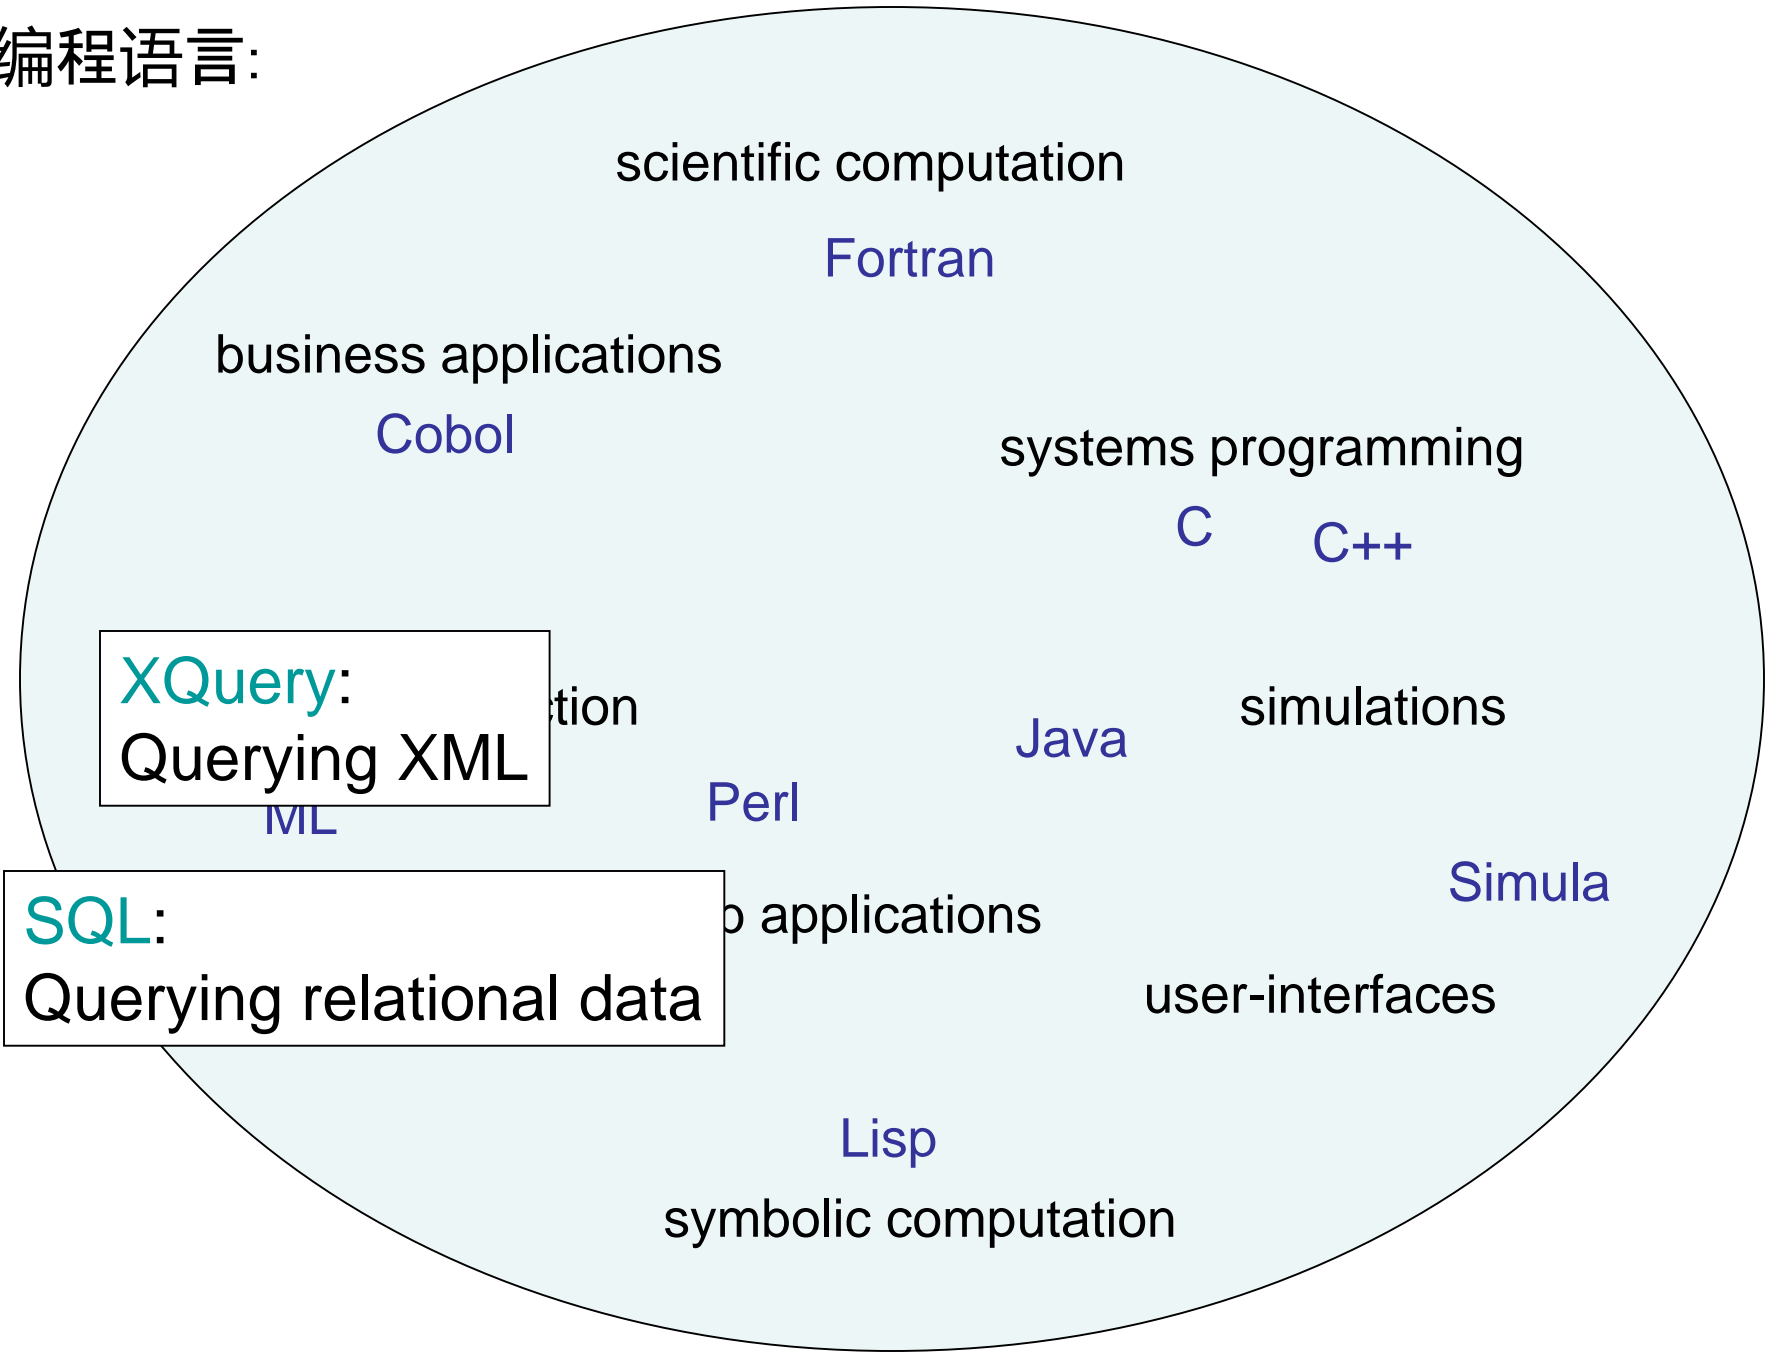 编程语言:
scientific computation
Fortran
business applications
Cobol
systems programming
C
C++
XQuery:
Querying XML
simulations
Java
Perl
ML
Simula
SQL:
Querying relational data
applications
user-interfaces
Lisp
symbolic computation